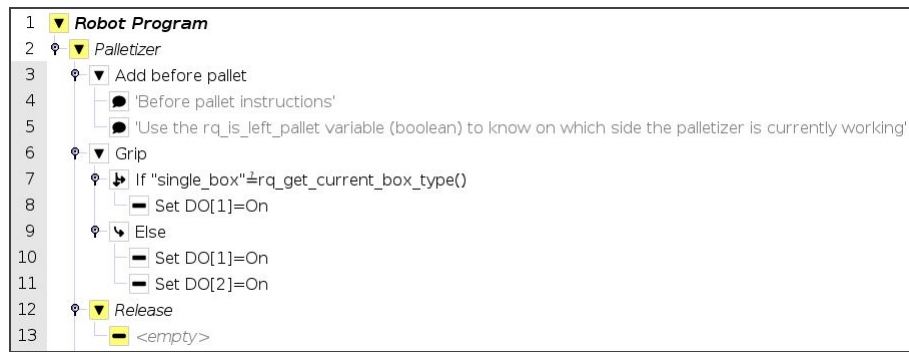 1 Robot Program
2 Palletizer
3 Add before pallet
4 'Before pallet instructions'
5 'Use the rq_is_left_pallet variable (boolean) to know on which side the palletizer is currently working'
6 Grip
7 If "single_box"≟rq_get_current_box_type()
8 Set DO[1]=On
9 Else
10 Set DO[1]=On
11 Set DO[2]=On
12 Release
13 <empty>